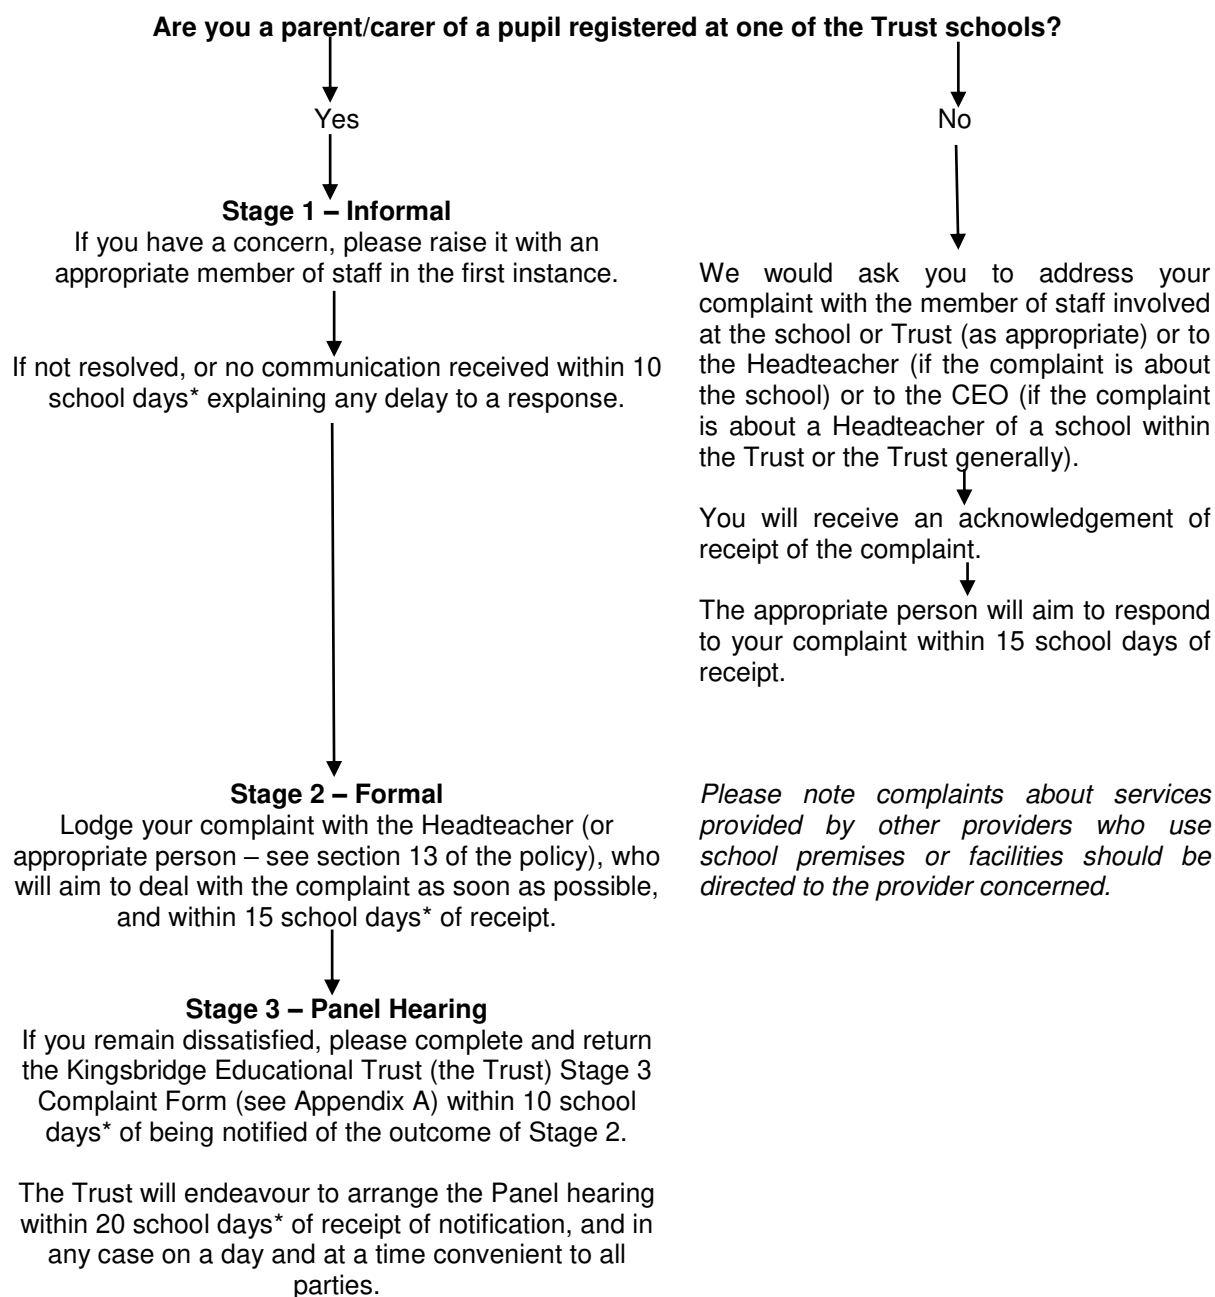 Are you a parent/carer of a pupil registered at one of the Trust schools?
Yes
Stage 1 – Informal
If you have a concern, please raise it with an
appropriate member of staff in the first instance.
If not resolved, or no communication received within 10
school days* explaining any delay to a response.
Stage 2 – Formal
Lodge your complaint with the Headteacher (or
appropriate person – see section 13 of the policy), who
will aim to deal with the complaint as soon as possible,
and within 15 school days* of receipt.
Stage 3 – Panel Hearing
If you remain dissatisfied, please complete and return
the Kingsbridge Educational Trust (the Trust) Stage 3
Complaint Form (see Appendix A) within 10 school
days* of being notified of the outcome of Stage 2.
The Trust will endeavour to arrange the Panel hearing
within 20 school days* of receipt of notification, and in
any case on a day and at a time convenient to all
parties.
No
We would ask you to address your
complaint with the member of staff involved
at the school or Trust (as appropriate) or to
the Headteacher (if the complaint is about
the school) or to the CEO (if the complaint
is about a Headteacher of a school within
the Trust or the Trust generally).
You will receive an acknowledgement of
receipt of the complaint.
The appropriate person will aim to respond
to your complaint within 15 school days of
receipt.
Please note complaints about services
provided by other providers who use
school premises or facilities should be
directed to the provider concerned.